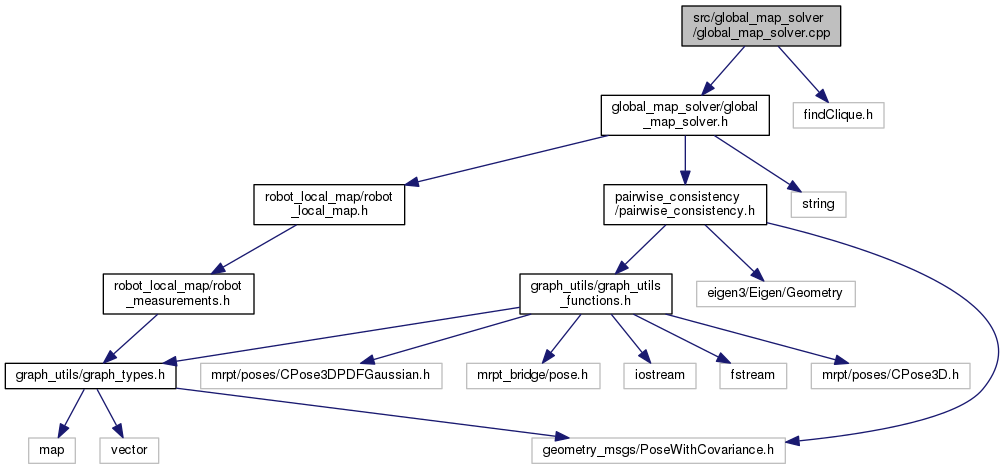 src/global_map_solver
/global_map_solver.cpp
global_map_solver/global
_map_solver.h
findClique.h
robot_local_map/robot
_local_map.h
pairwise_consistency
/pairwise_consistency.h
string
robot_local_map/robot
_measurements.h
graph_utils/graph_utils
_functions.h
eigen3/Eigen/Geometry
graph_utils/graph_types.h
mrpt/poses/CPose3DPDFGaussian.h
mrpt_bridge/pose.h
iostream
fstream
mrpt/poses/CPose3D.h
map
vector
geometry_msgs/PoseWithCovariance.h